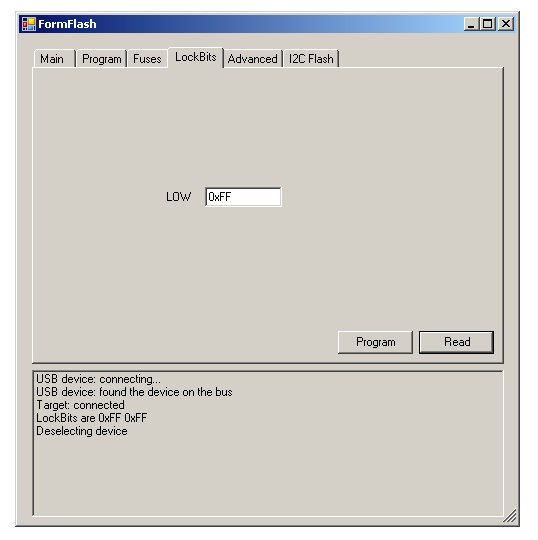 FormFlash
Main Program Fuses LockBits Advanced I2C Flash
LOW 0xFF
Program Read
USB device: connecting...
USB device: found the device on the bus
Target: connected
LockBits are 0xFF 0xFF
Deselecting device